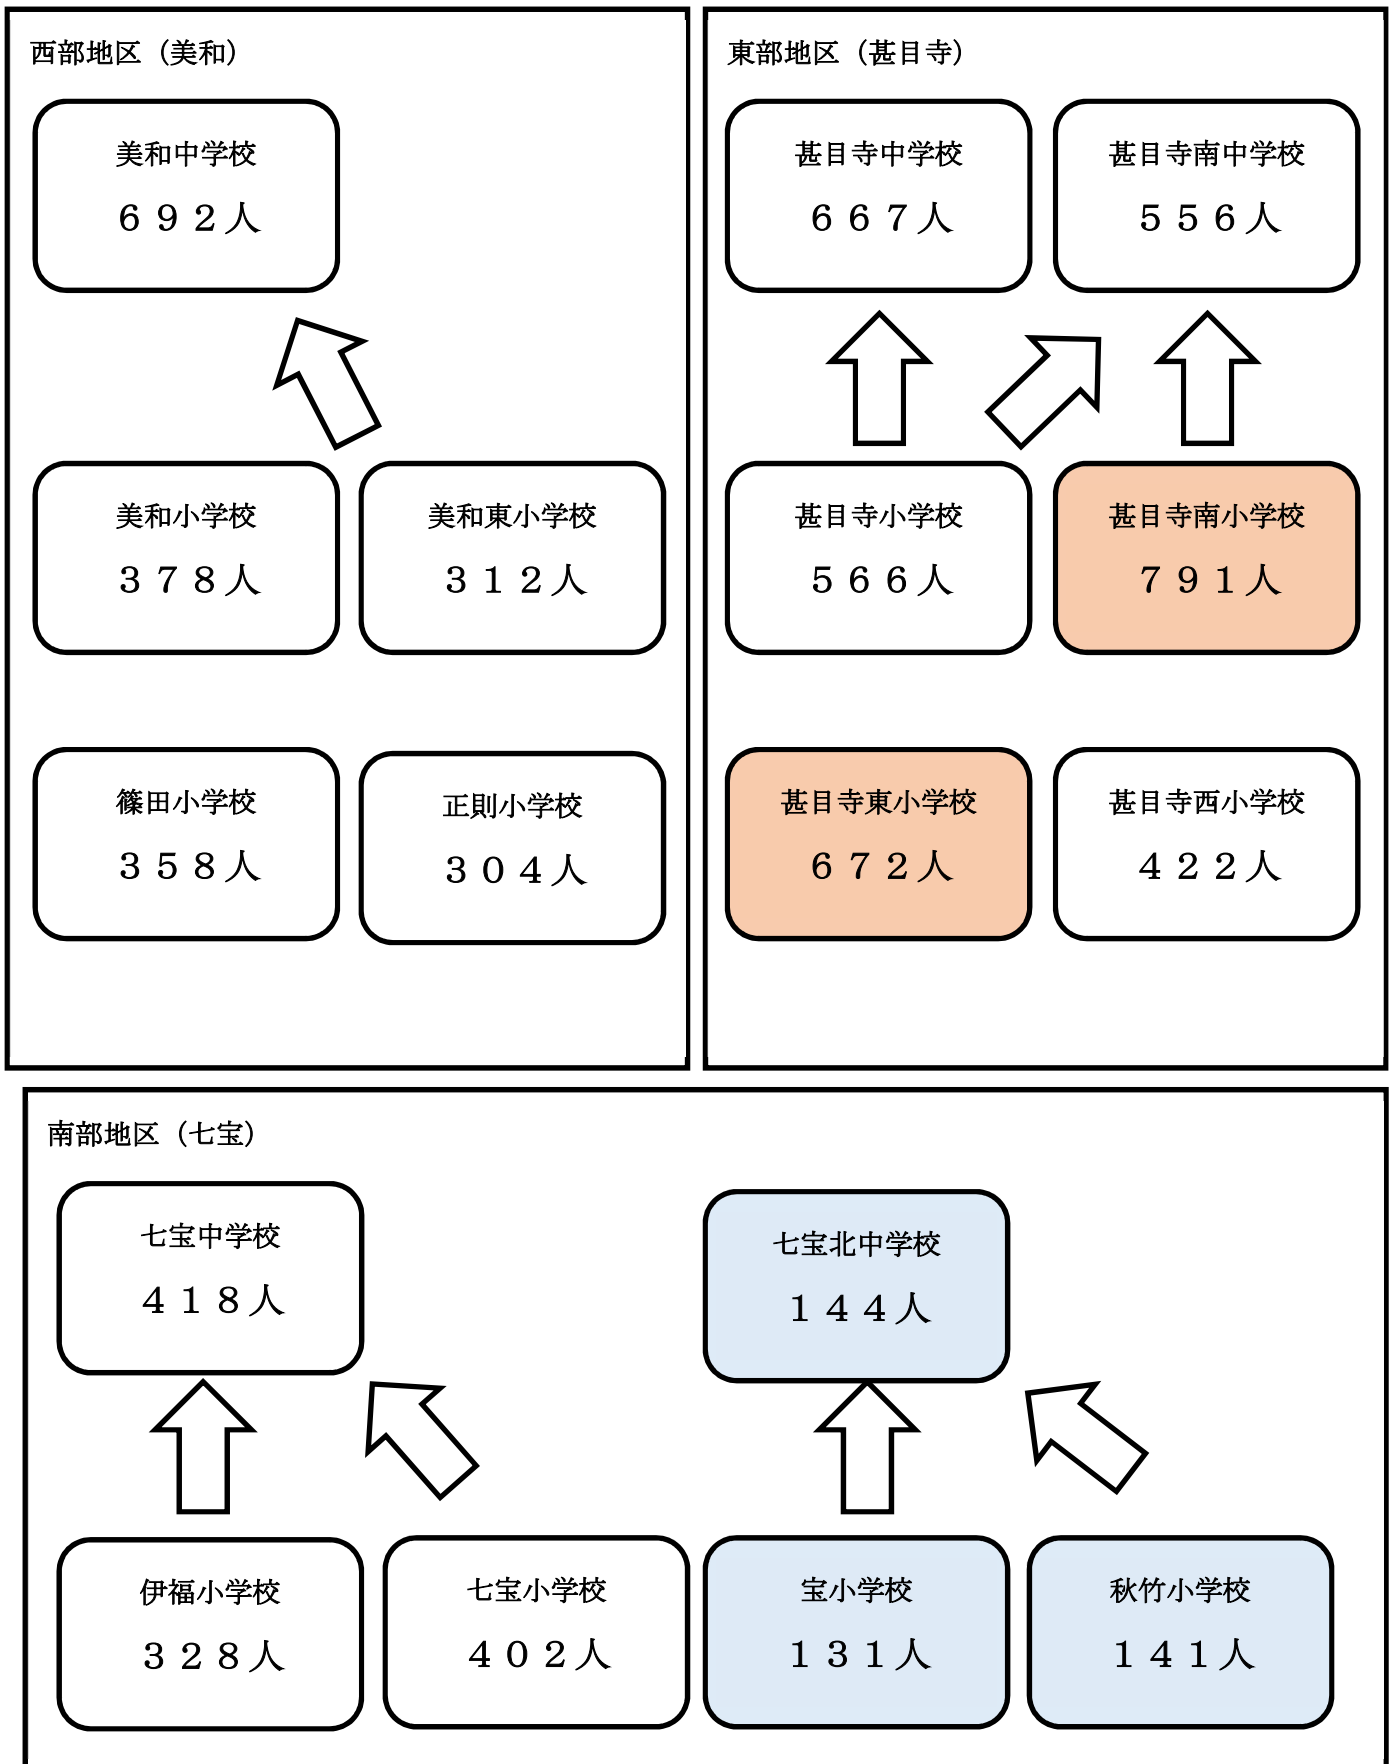 西部地区（美和）
美和中学校
６９２人
美和小学校
３７８人
美和東小学校
３１２人
篠田小学校
３５８人
正則小学校
３０４人
東部地区（甚目寺）
甚目寺中学校
６６７人
甚目寺南中学校
５５６人
甚目寺小学校
５６６人
甚目寺南小学校
７９１人
甚目寺東小学校
６７２人
甚目寺西小学校
４２２人
南部地区（七宝）
七宝中学校
４１８人
七宝北中学校
１４４人
伊福小学校
３２８人
七宝小学校
４０２人
宝小学校
１３１人
秋竹小学校
１４１人